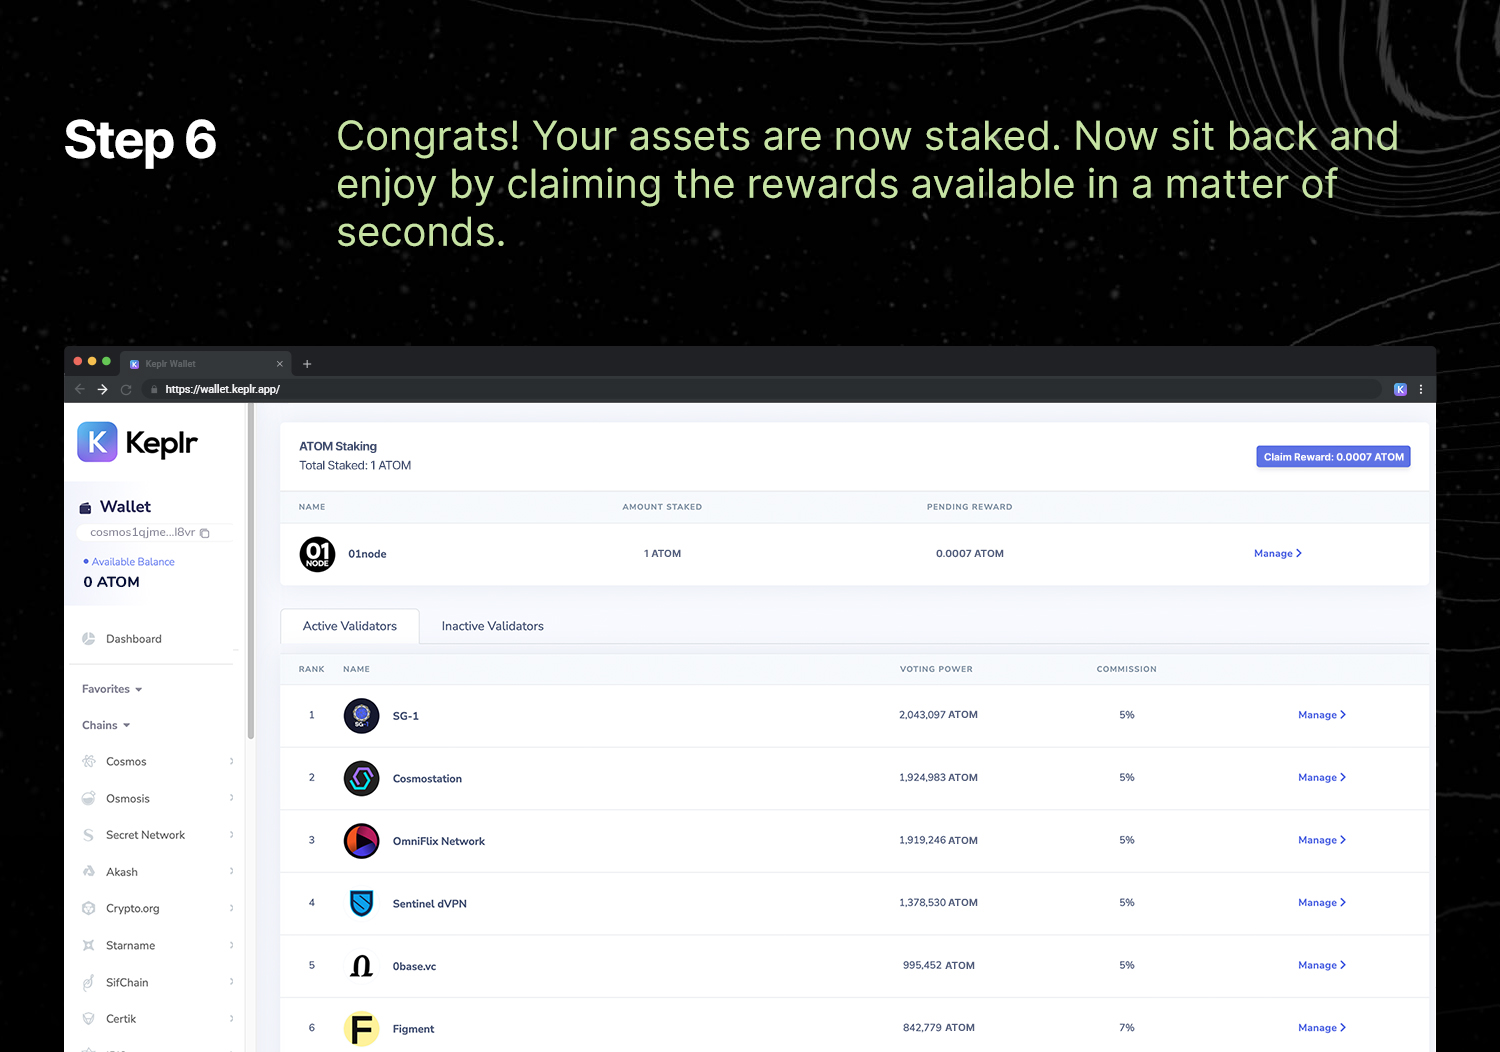 Step 6
Congrats! Your assets are now staked. Now sit back and
enjoy by claiming the rewards available in a matter of
seconds.
Keplr Wallet
https://wallet.keplr.app/
K
K Keplr
Wallet
cosmos1qjme...l8vr
Available Balance
0 ATOM
Dashboard
Favorites
Chains
Cosmos
Osmosis
Secret Network
Akash
Crypto.org
Starname
SifChain
Certik
ATOM Staking
Total Staked: 1 ATOM
Claim Reward: 0.0007 ATOM
NAME AMOUNT STAKED PENDING REWARD
01 NODE 01node 1 ATOM 0.0007 ATOM Manage
Active Validators Inactive Validators
RANK NAME VOTING POWER COMMISSION
1 SG-1 SG-1 2,043,097 ATOM 5% Manage
2 Cosmostation 1,924,983 ATOM 5% Manage
3 OmniFlix Network 1,919,246 ATOM 5% Manage
4 Sentinel dVPN 1,378,530 ATOM 5% Manage
5 0base.vc 995,452 ATOM 5% Manage
6 F Figment 842,779 ATOM 7% Manage